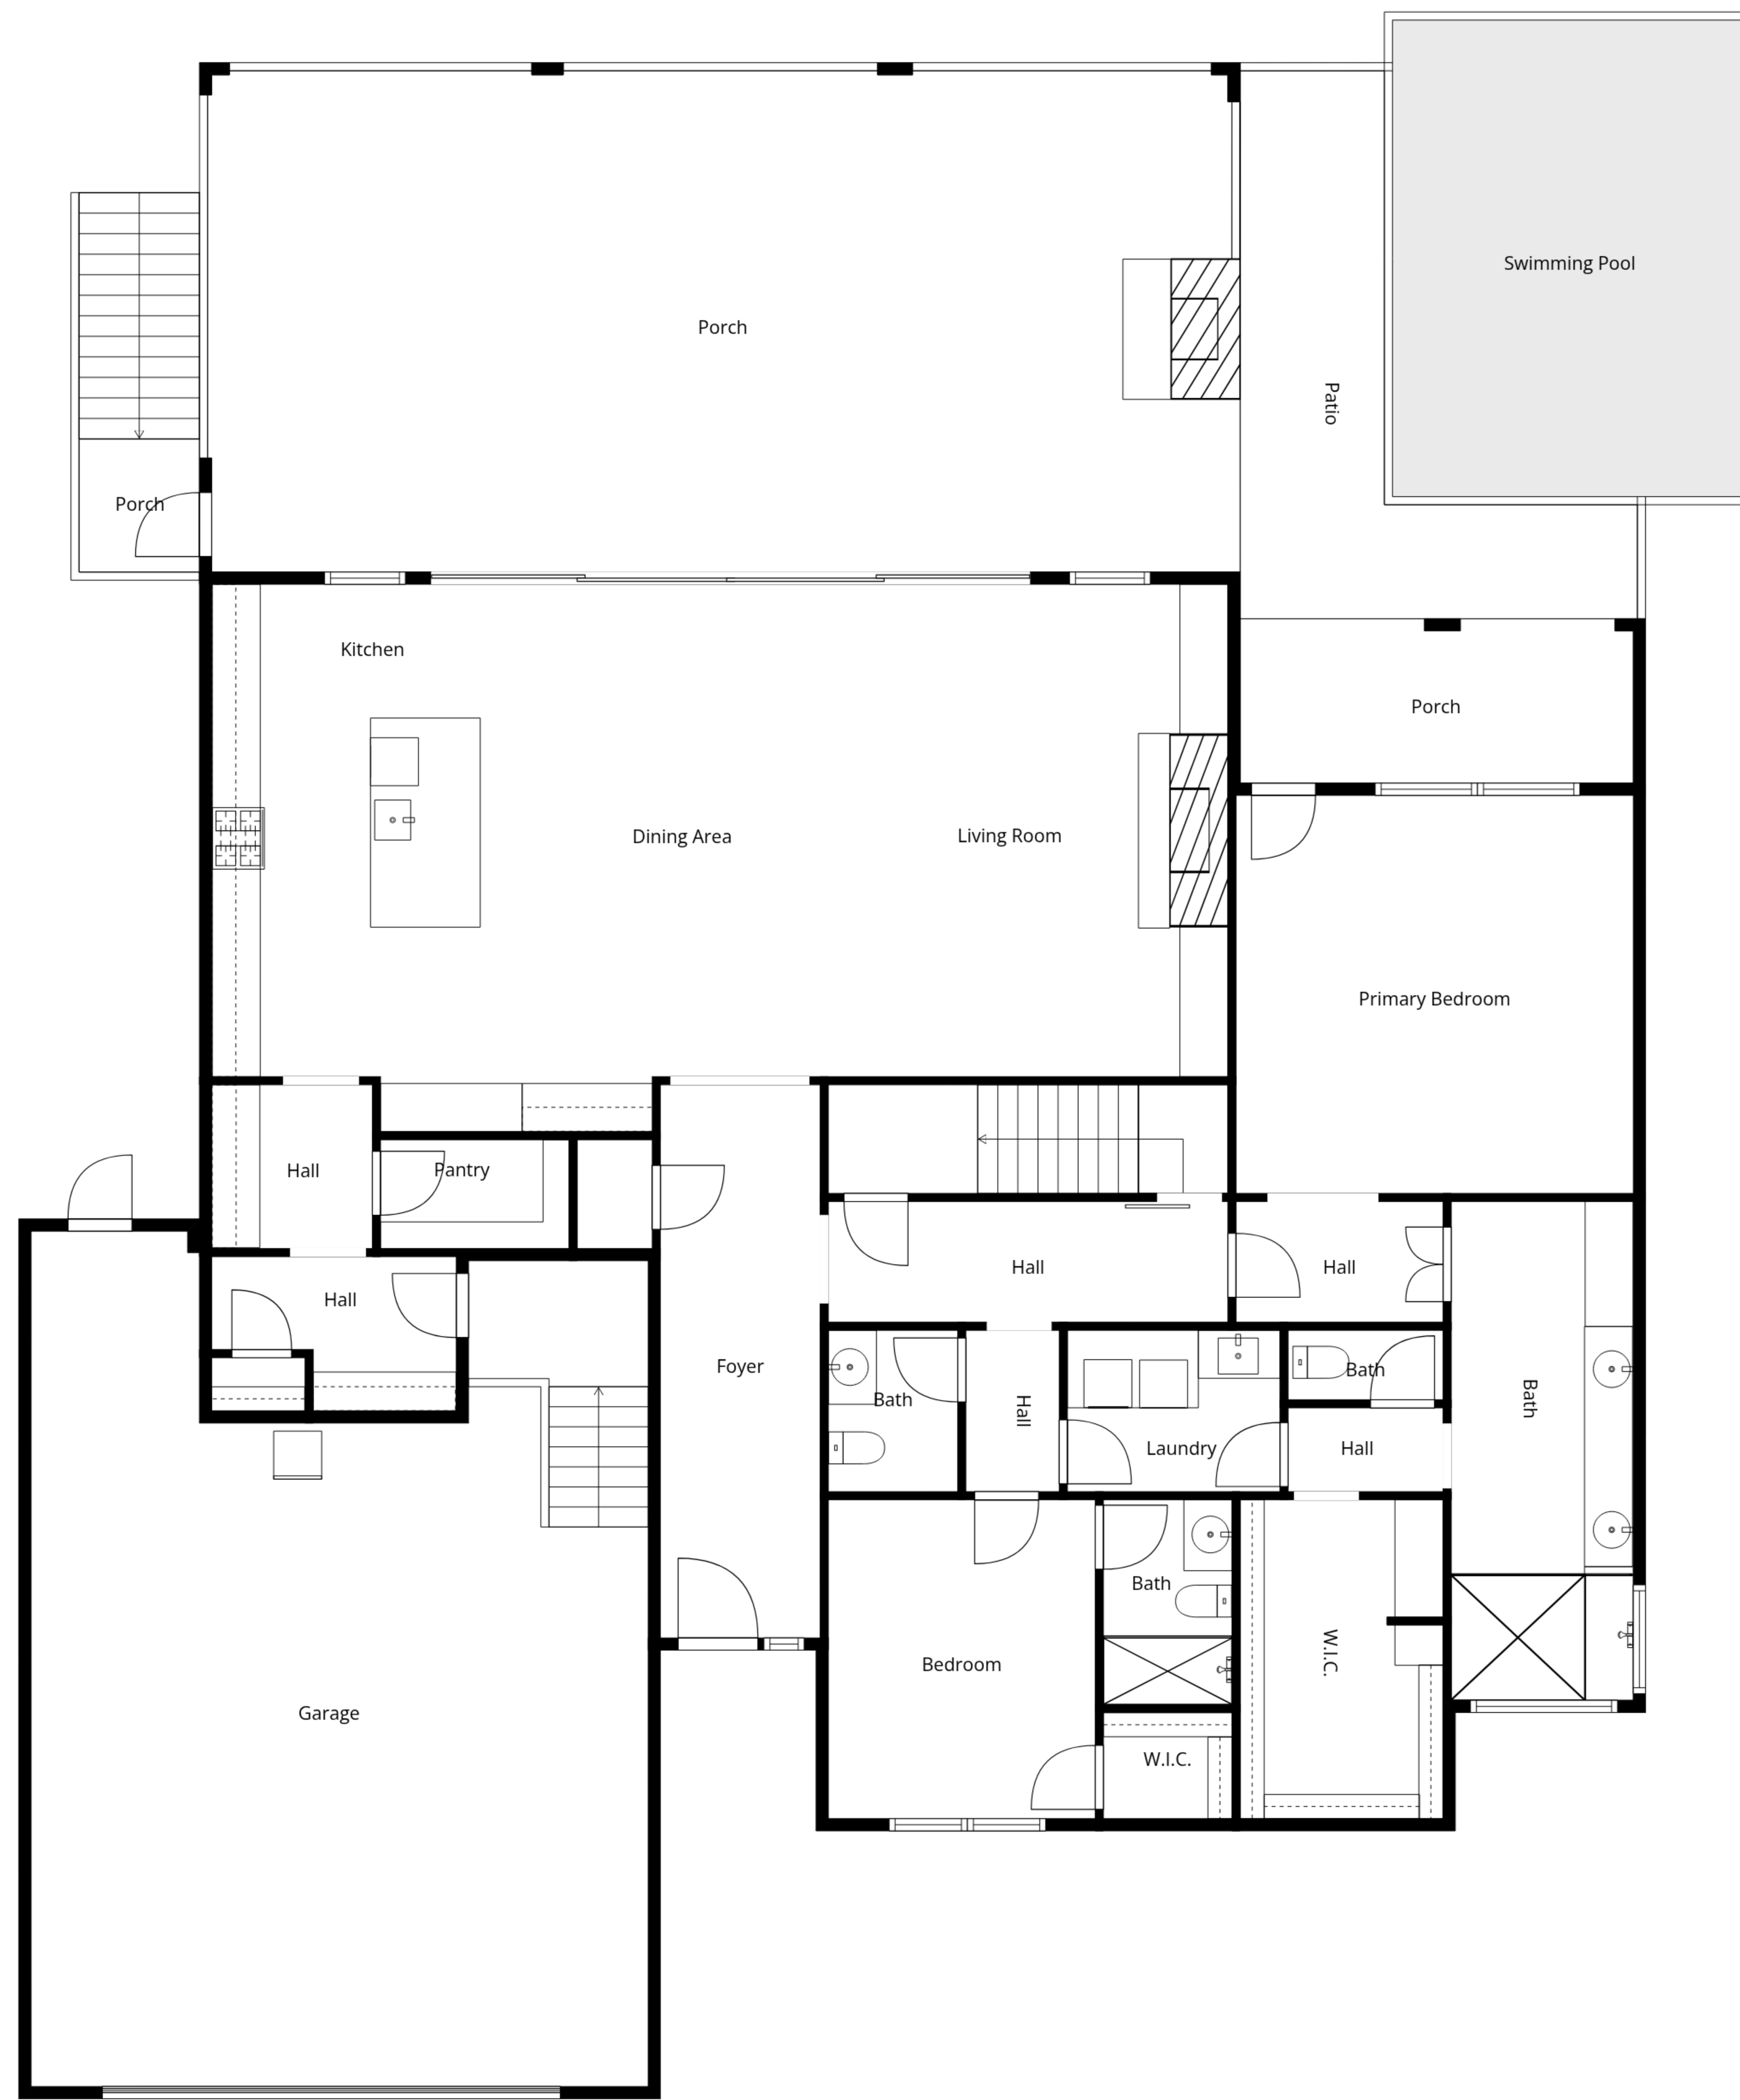 Swimming Pool
Porch
Patio
Porch
Kitchen
Porch
Dining Area
Living Room
Primary Bedroom
Hall
Pantry
Hall
Hall
Hall
Foyer
Bath
Bath
Hall
Bath
Laundry
Hall
Bath
W.I.C.
Bedroom
Garage
W.I.C.